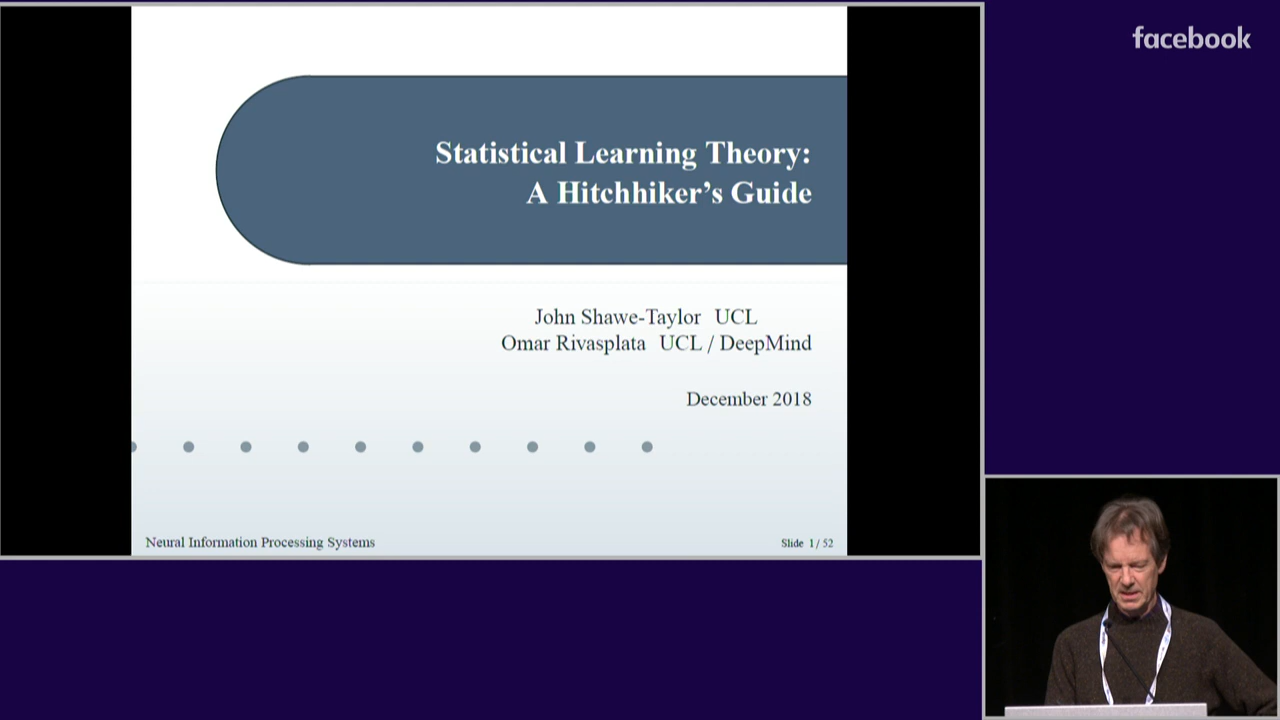 facebook
Statistical Learning Theory:
A Hitchhiker's Guide
John Shawe-Taylor UCL
Omar Rivasplata UCL / DeepMind
December 2018
Neural Information Processing Systems
Slide 1 / 52